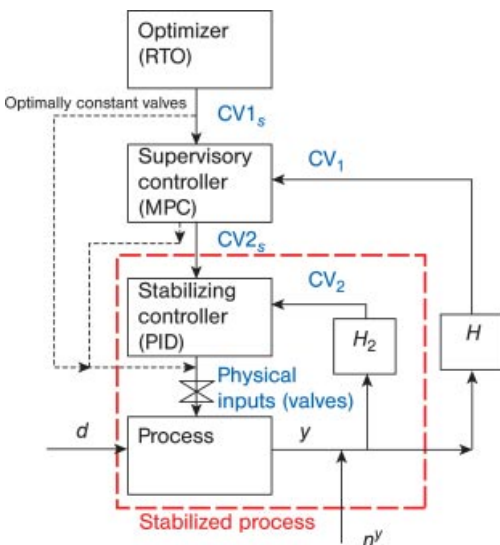 Optimizer
(RTO)
Optimally constant valves
CV1s
Supervisory
controller
(MPC)
CV1
CV2s
Stabilizing
controller
(PID)
CV2
H2
H
Physical
inputs (valves)
d
Process
y
Stabilized process
ny